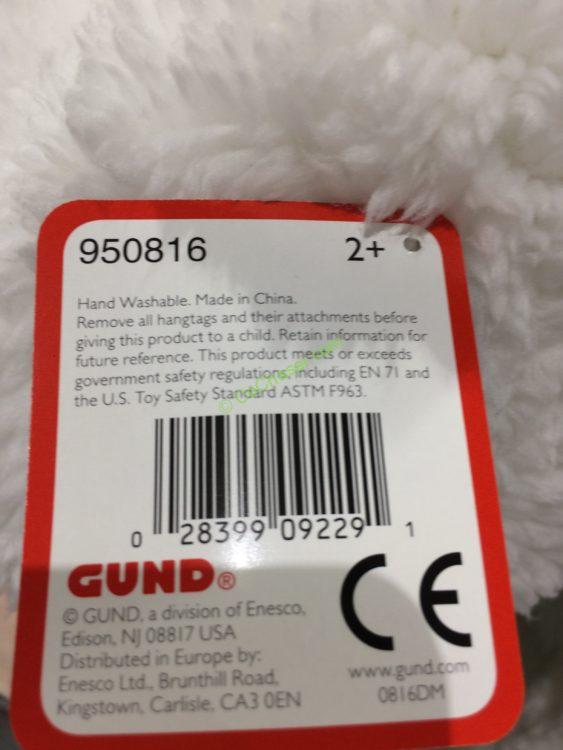 950816 2+
Hand Washable. Made in China.
Remove all hangtags and their attachments before
giving this product to a child. Retain information for
future reference. This product meets or exceeds
government safety regulations, including EN 71 and
the U.S. Toy Safety Standard ASTM F963.
0 28399 09229 1
GUND®
© GUND, a division of Enesco,
Edison, NJ 08817 USA
Distributed in Europe by:
Enesco Ltd., Brunthill Road,
Kingstown, Carlisle, CA3 0EN
CE
www.gund.com
0816DM